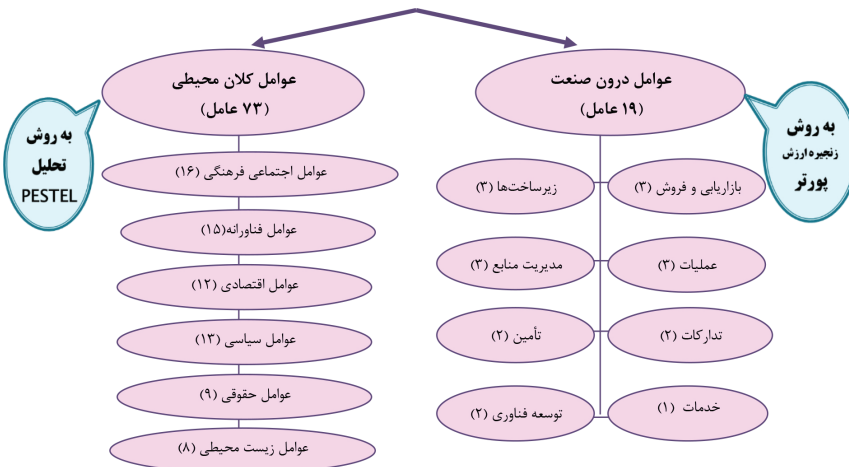 عوامل درون صنعت
(۱۹ عامل)
به روش
زنجیره ارزش
پورتر
بازاریابی و فروش (۳)
زیرساخت‌ها (۳)
عملیات (۳)
مدیریت منابع (۳)
تدارکات (۲)
تأمین (۲)
خدمات (۱)
توسعه فناوری (۲)
عوامل کلان محیطی
(۷۳ عامل)
به روش
تحلیل
PESTEL
عوامل اجتماعی فرهنگی (۱۶)
عوامل فناورانه(۱۵)
عوامل اقتصادی (۱۲)
عوامل سیاسی (۱۳)
عوامل حقوقی (۹)
عوامل زیست محیطی (۸)